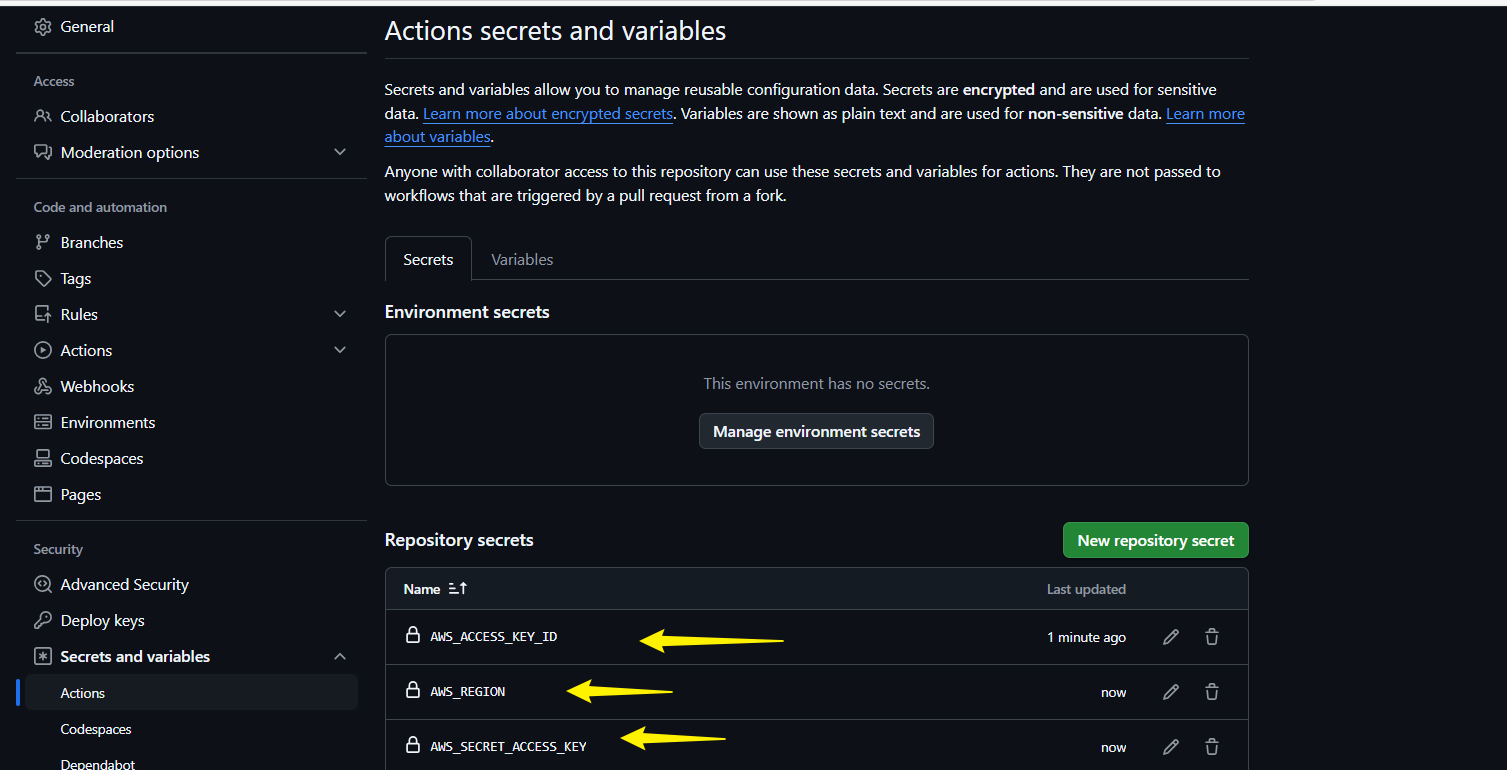 General
Access
Collaborators
Moderation options
Code and automation
Branches
Tags
Rules
Actions
Webhooks
Environments
Codespaces
Pages
Security
Advanced Security
Deploy keys
Secrets and variables
Actions
Codespaces
Dependabot
Actions secrets and variables
Secrets and variables allow you to manage reusable configuration data. Secrets are encrypted and are used for sensitive
data. Learn more about encrypted secrets. Variables are shown as plain text and are used for non-sensitive data. Learn more
about variables.
Anyone with collaborator access to this repository can use these secrets and variables for actions. They are not passed to
workflows that are triggered by a pull request from a fork.
Secrets Variables
Environment secrets
This environment has no secrets.
Manage environment secrets
Repository secrets New repository secret
Name Last updated
AWS_ACCESS_KEY_ID 1 minute ago
AWS_REGION now
AWS_SECRET_ACCESS_KEY now